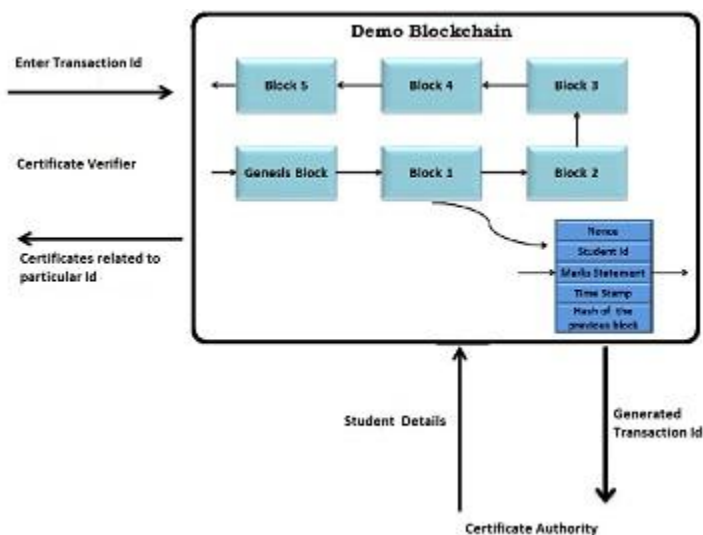 Demo Blockchain
Enter Transaction Id
Block 5
Block 4
Block 3
Certificate Verifier
Genesis Block
Block 1
Block 2
Certificates related to
particular Id
Nonce
Student Id
Marks Statement
Time Stamp
Hash of the
previous block
Student Details
Generated
Transaction Id
Certificate Authority